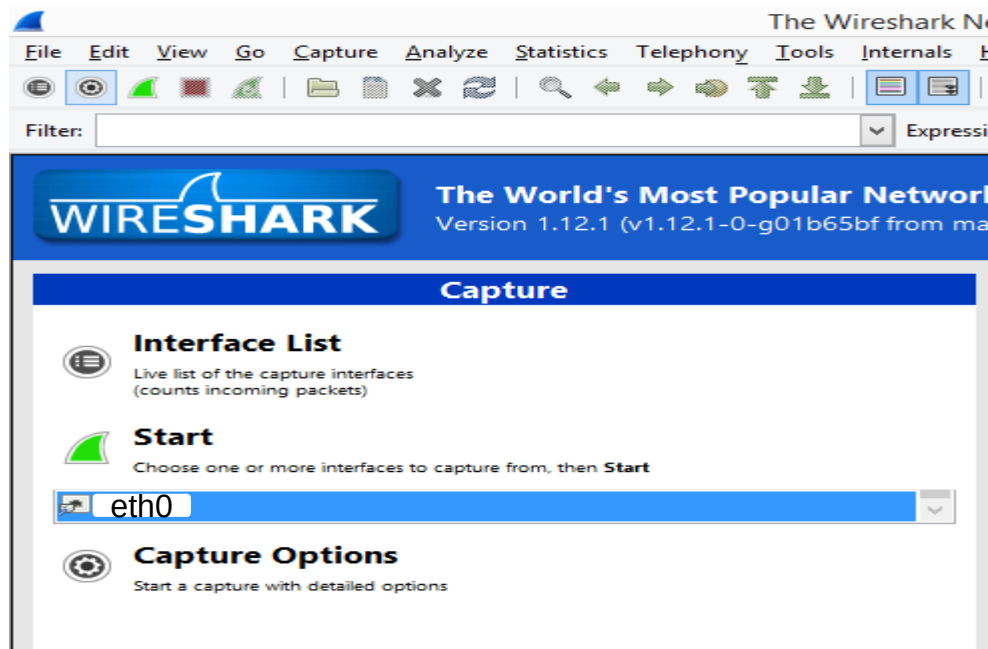 The Wireshark Ne
File Edit View Go Capture Analyze Statistics Telephony Tools Internals H
Filter: Expressi
WIRESHARK
The World's Most Popular Network
Version 1.12.1 (v1.12.1-0-g01b65bf from ma
Capture
Interface List
Live list of the capture interfaces
(counts incoming packets)
Start
Choose one or more interfaces to capture from, then Start
eth0
Capture Options
Start a capture with detailed options